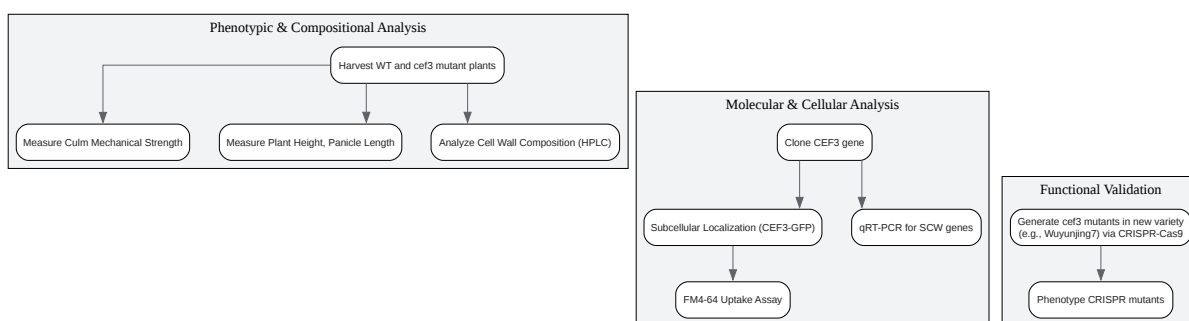 Phenotypic & Compositional Analysis
Harvest WT and cef3 mutant plants
Measure Culm Mechanical Strength
Measure Plant Height, Panicle Length
Analyze Cell Wall Composition (HPLC)
Molecular & Cellular Analysis
Clone CEF3 gene
Subcellular Localization (CEF3-GFP)
qRT-PCR for SCW genes
FM4-64 Uptake Assay
Functional Validation
Generate cef3 mutants in new variety
(e.g., Wuyunjing7) via CRISPR-Cas9
Phenotype CRISPR mutants